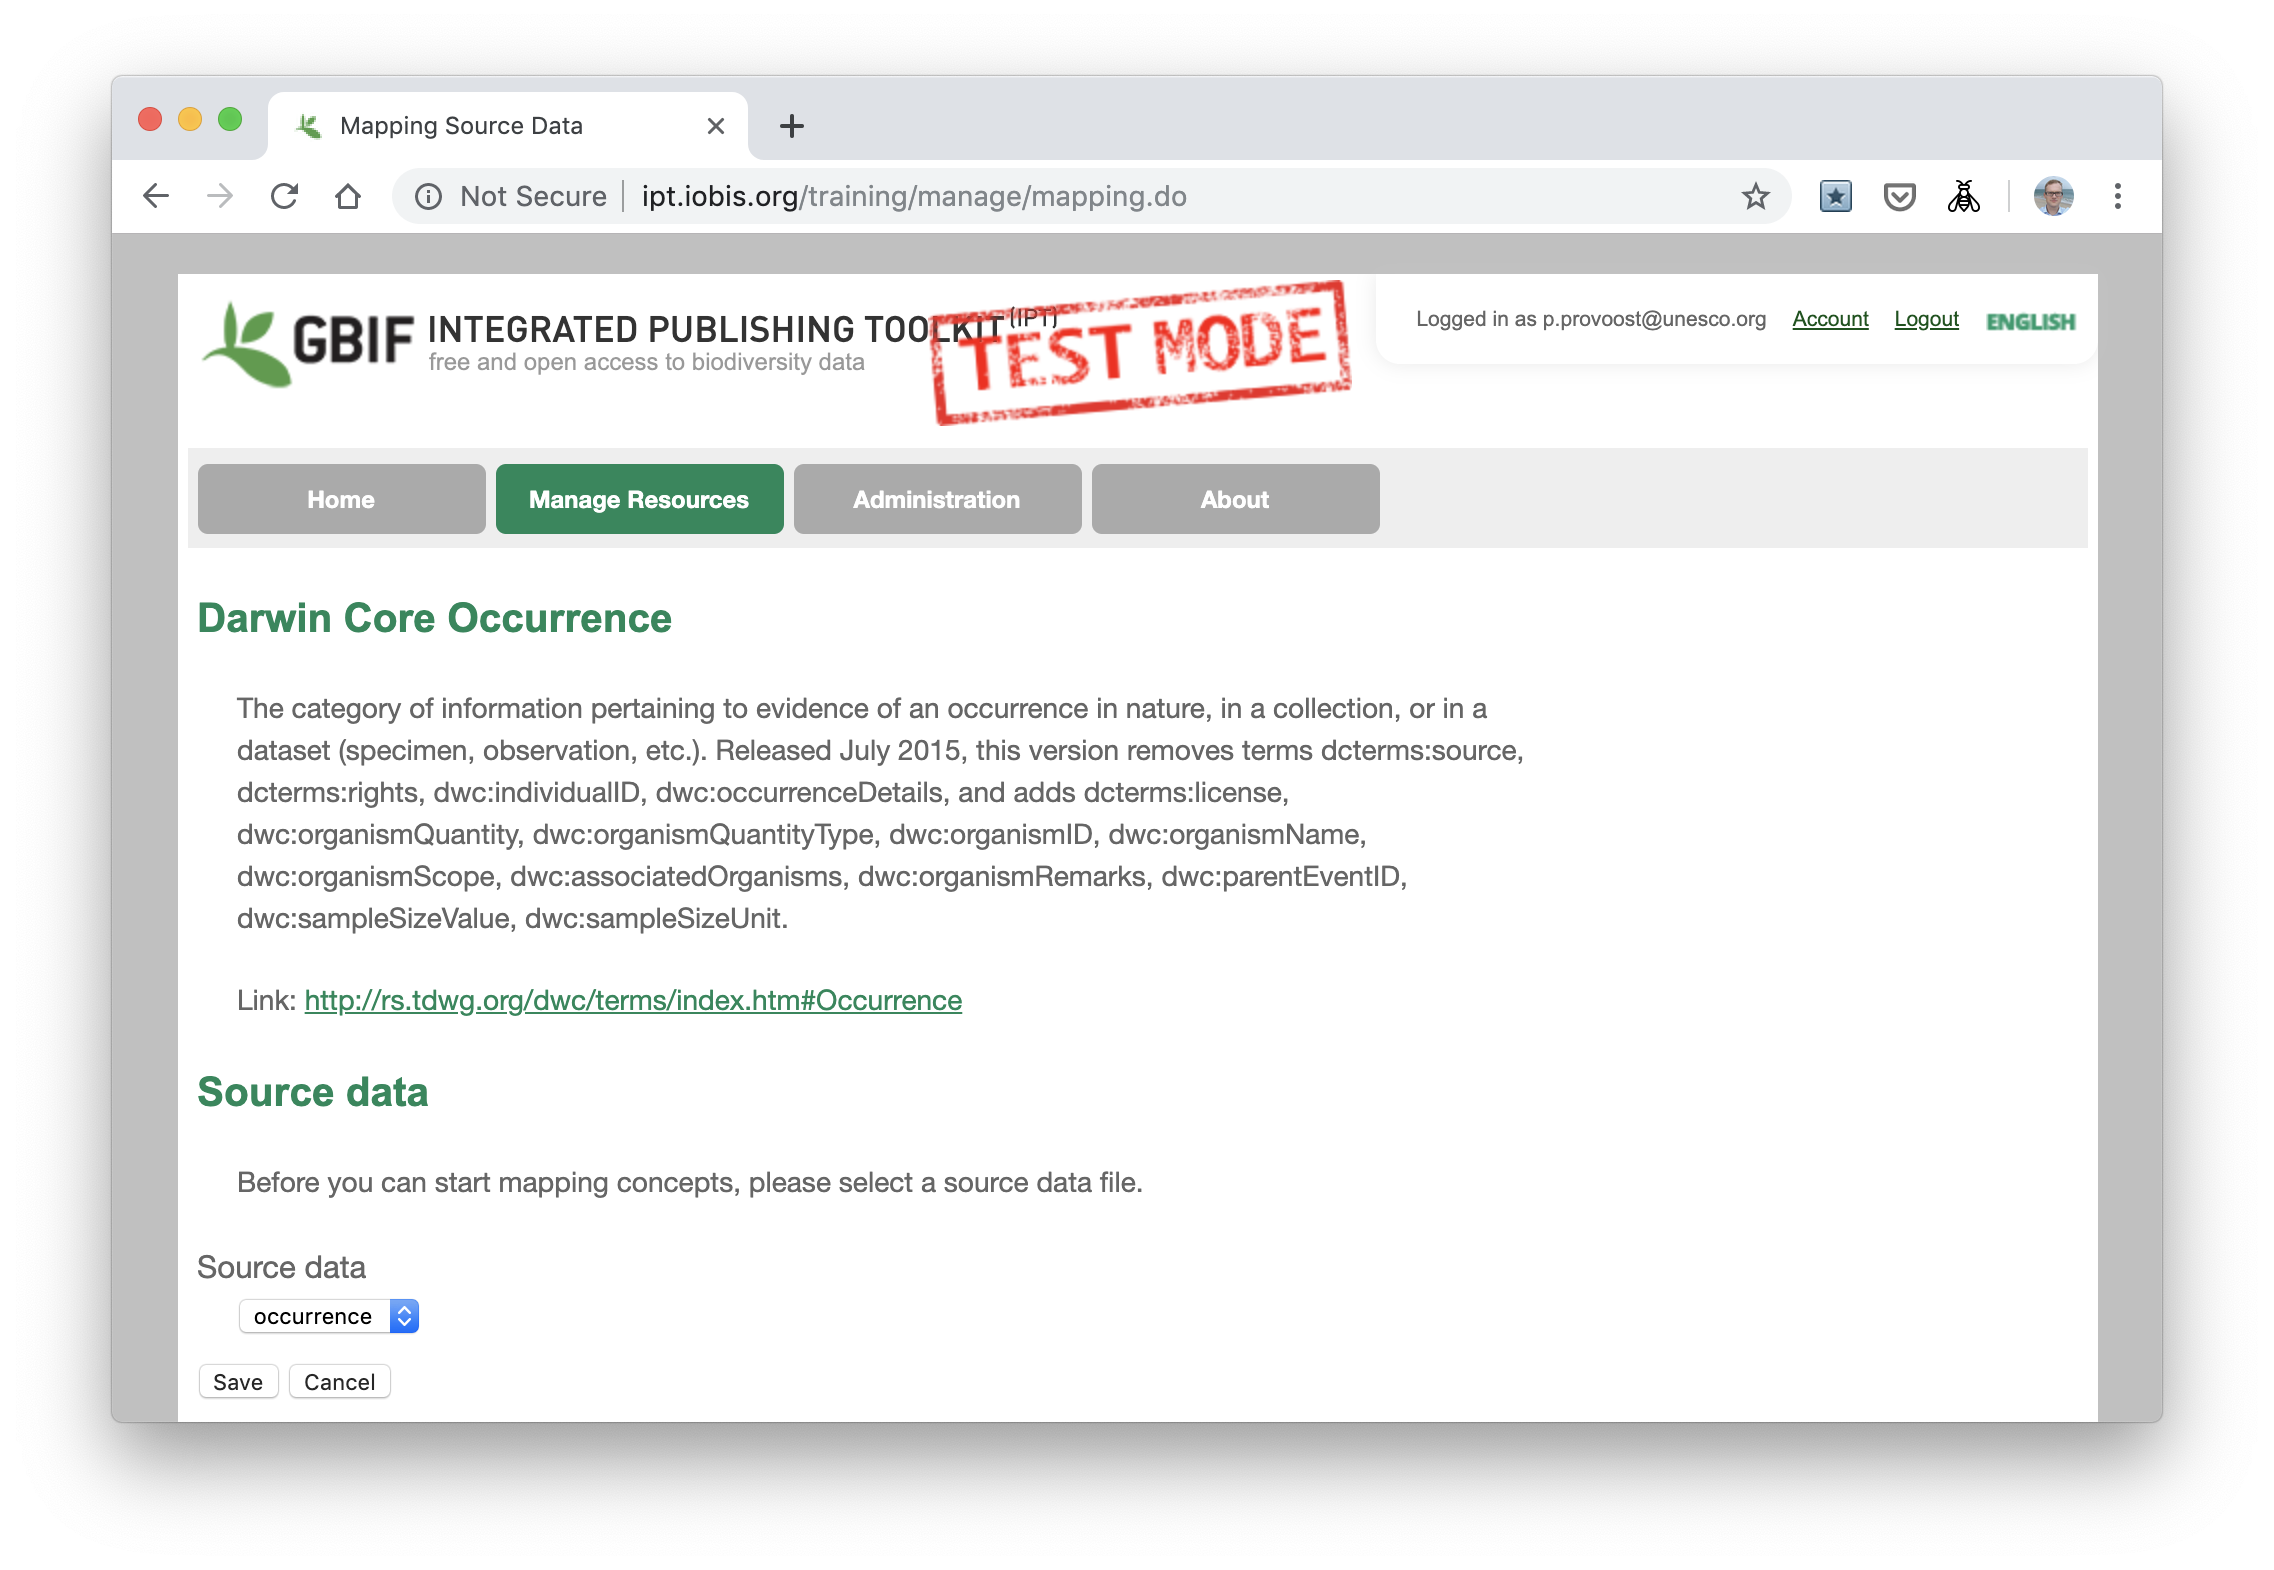 Mapping Source Data
Not Secure | ipt.iobis.org/training/manage/mapping.do
GBIF INTEGRATED PUBLISHING TOOLKIT (IPT)
free and open access to biodiversity data
TEST MODE
Logged in as p.provoost@unesco.org Account Logout ENGLISH
Home Manage Resources Administration About
Darwin Core Occurrence
The category of information pertaining to evidence of an occurrence in nature, in a collection, or in a
dataset (specimen, observation, etc.). Released July 2015, this version removes terms dcterms:source,
dcterms:rights, dwc:individualID, dwc:occurrenceDetails, and adds dcterms:license,
dwc:organismQuantity, dwc:organismQuantityType, dwc:organismID, dwc:organismName,
dwc:organismScope, dwc:associatedOrganisms, dwc:organismRemarks, dwc:parentEventID,
dwc:sampleSizeValue, dwc:sampleSizeUnit.
Link: http://rs.tdwg.org/dwc/terms/index.htm#Occurrence
Source data
Before you can start mapping concepts, please select a source data file.
Source data
occurrence
Save Cancel